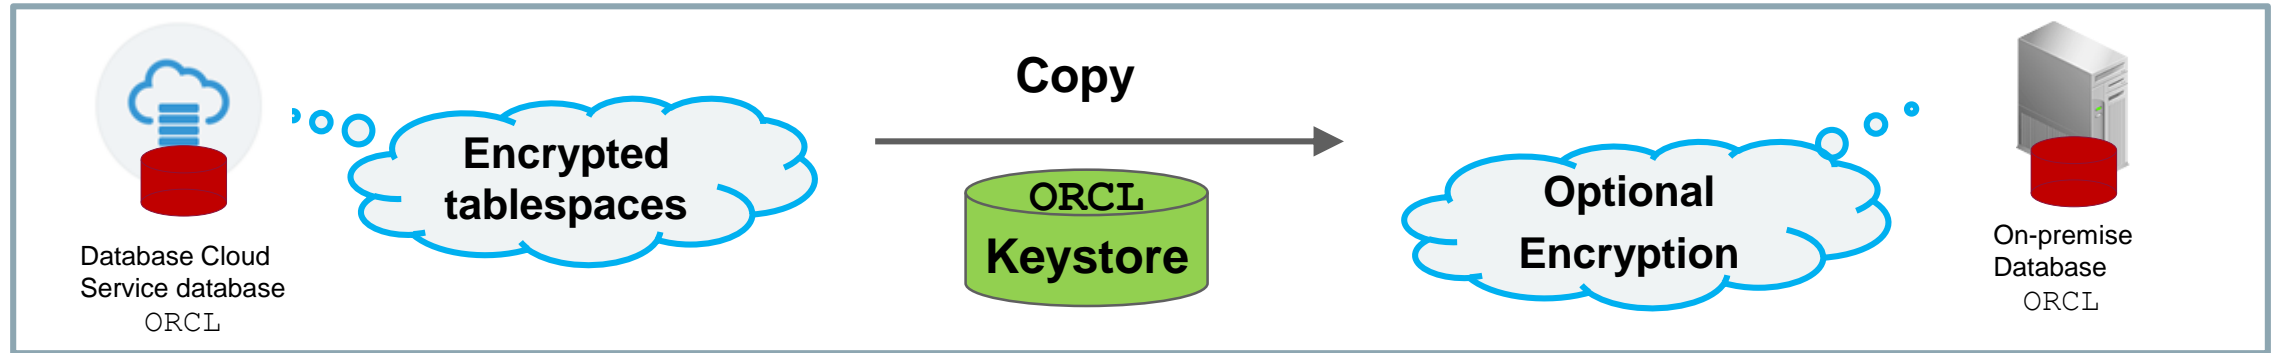 Database Cloud
Service database
ORCL
Encrypted
tablespaces
Copy
ORCL
Keystore
Optional
Encryption
On-premise
Database
ORCL